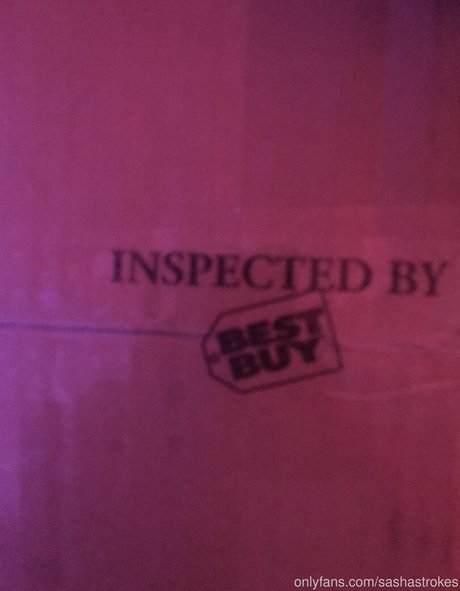 INSPECTED BY
BEST
BUY
onlyfans.com/sashastrokes